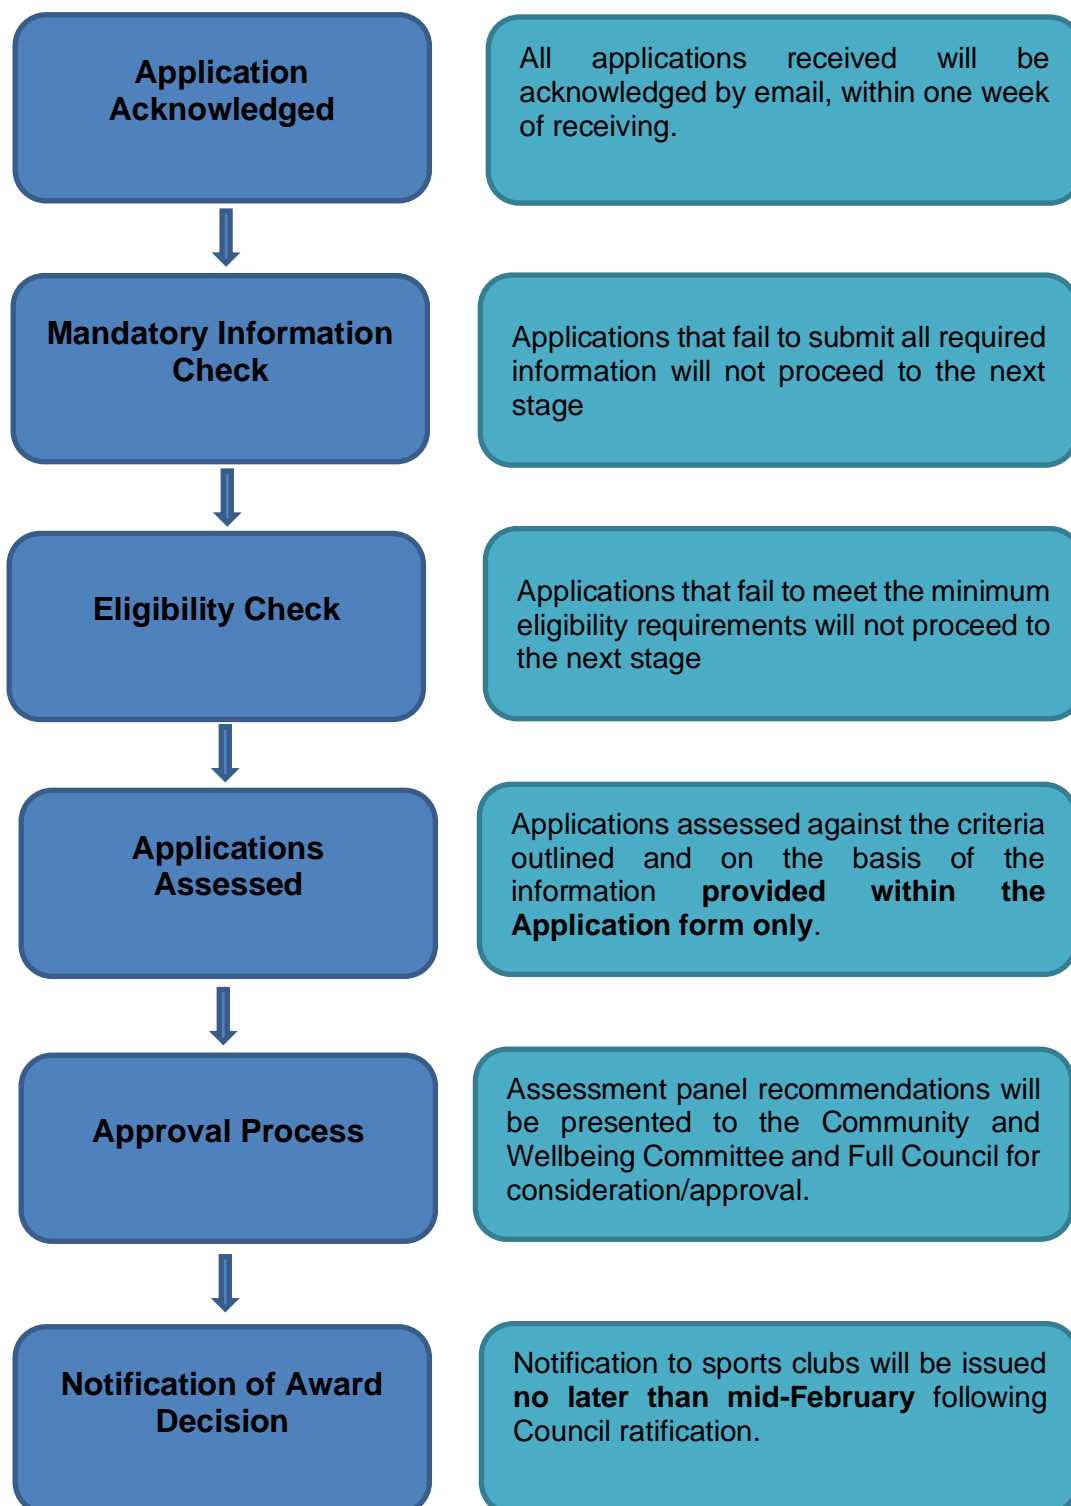 Application
Acknowledged
All applications received will be
acknowledged by email, within one week
of receiving.
Mandatory Information
Check
Applications that fail to submit all required
information will not proceed to the next
stage
Eligibility Check
Applications that fail to meet the minimum
eligibility requirements will not proceed to
the next stage
Applications
Assessed
Applications assessed against the criteria
outlined and on the basis of the
information provided within the
Application form only.
Approval Process
Assessment panel recommendations will
be presented to the Community and
Wellbeing Committee and Full Council for
consideration/approval.
Notification of Award
Decision
Notification to sports clubs will be issued
no later than mid-February following
Council ratification.